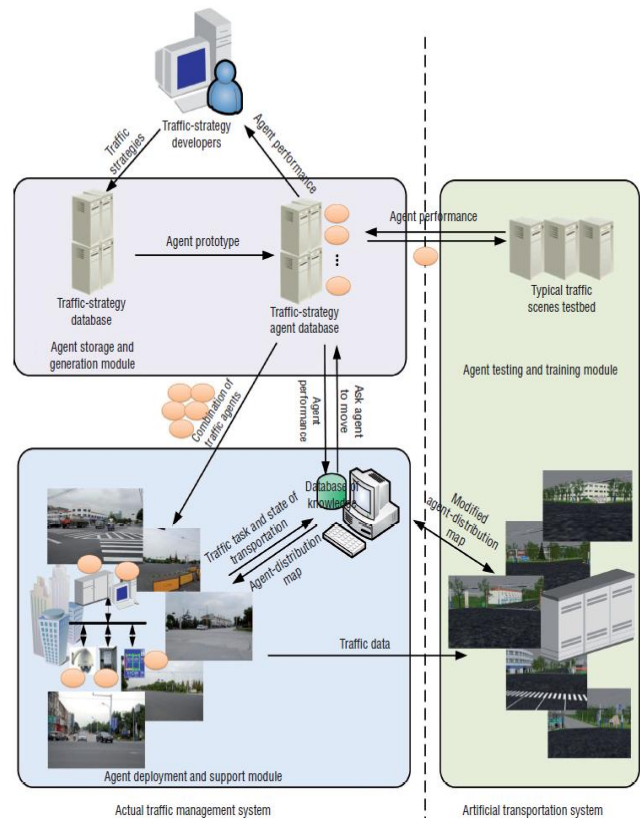 Traffic-strategy
developers
Traffic
strategies
Agent performance
Agent prototype
Agent performance
Traffic-strategy
database
Traffic-strategy
agent database
Typical traffic
scenes testbed
Agent storage and
generation module
Agent testing and training module
Combination of
traffic agents
Agent
performance
Ask agent
to move
Database of
knowledge
Traffic task and state of
transportation
Agent-distribution
map
Modified
agent-distribution
map
Traffic data
Agent deployment and support module
Actual traffic management system
Artificial transportation system